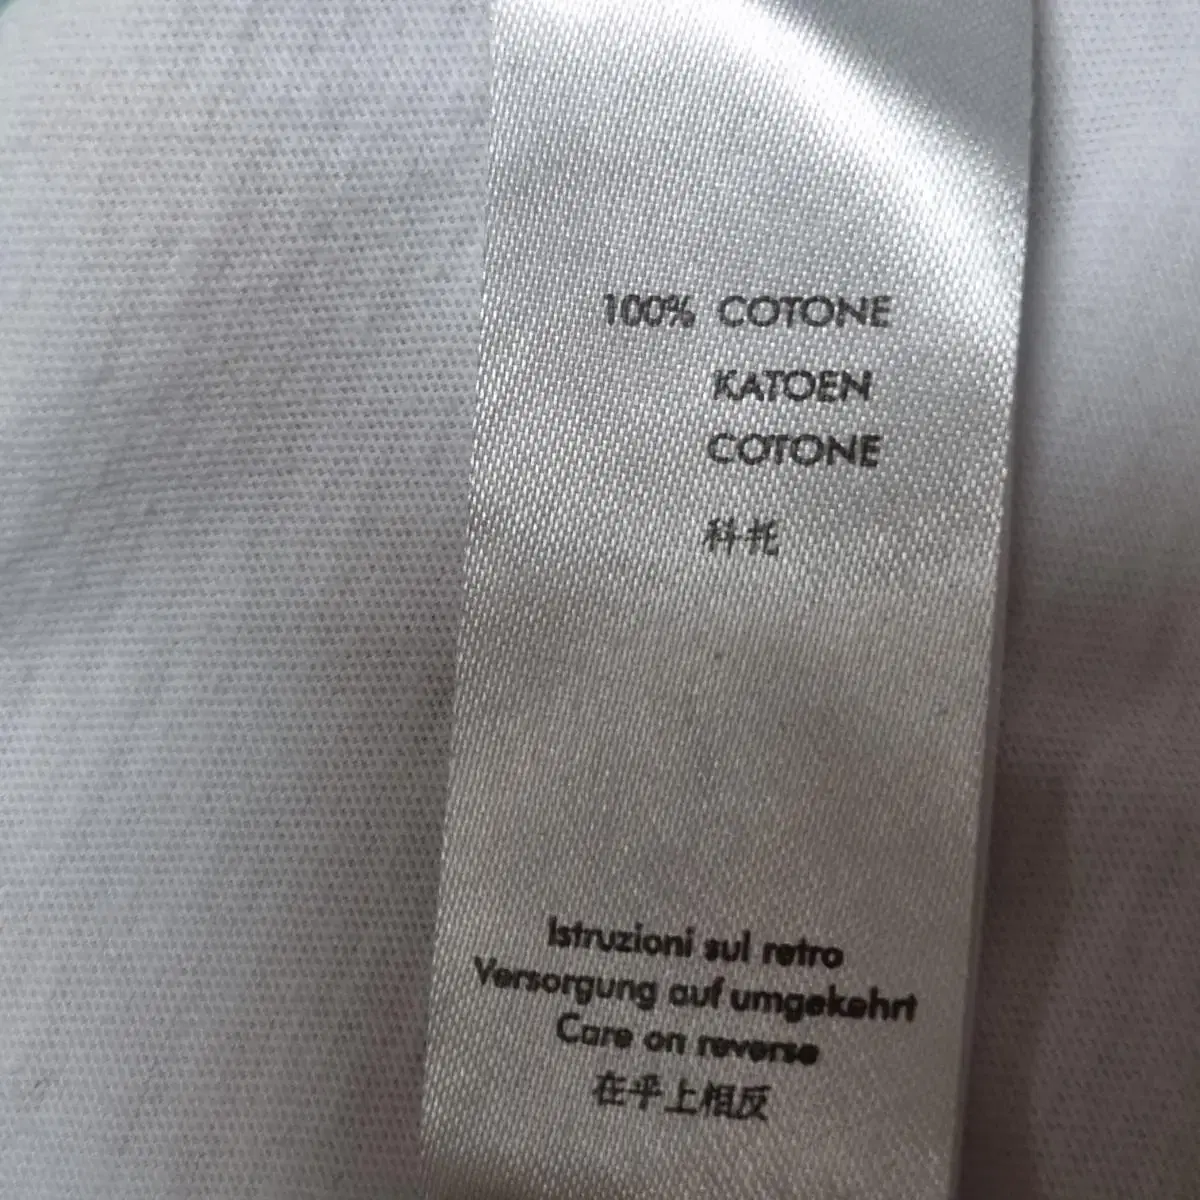 100% COTONE
KATOEN
COTONE
科托
Istruzioni sul retro
Versorgung auf umgekehrt
Care on reverse
在乎上相反